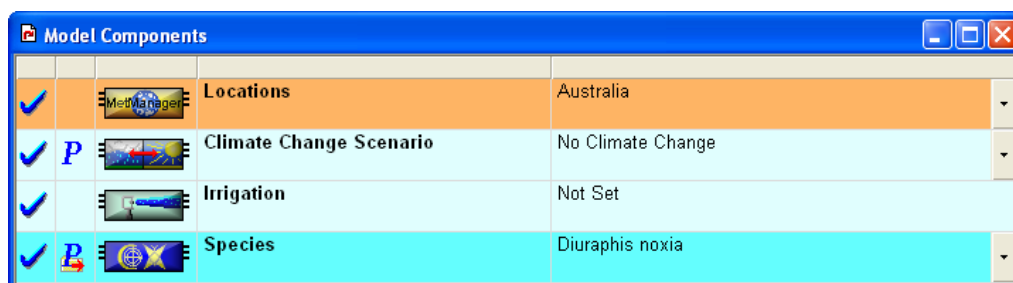 Model Components
MetManager Locations Australia
P Climate Change Scenario No Climate Change
Irrigation Not Set
P Species Diuraphis noxia